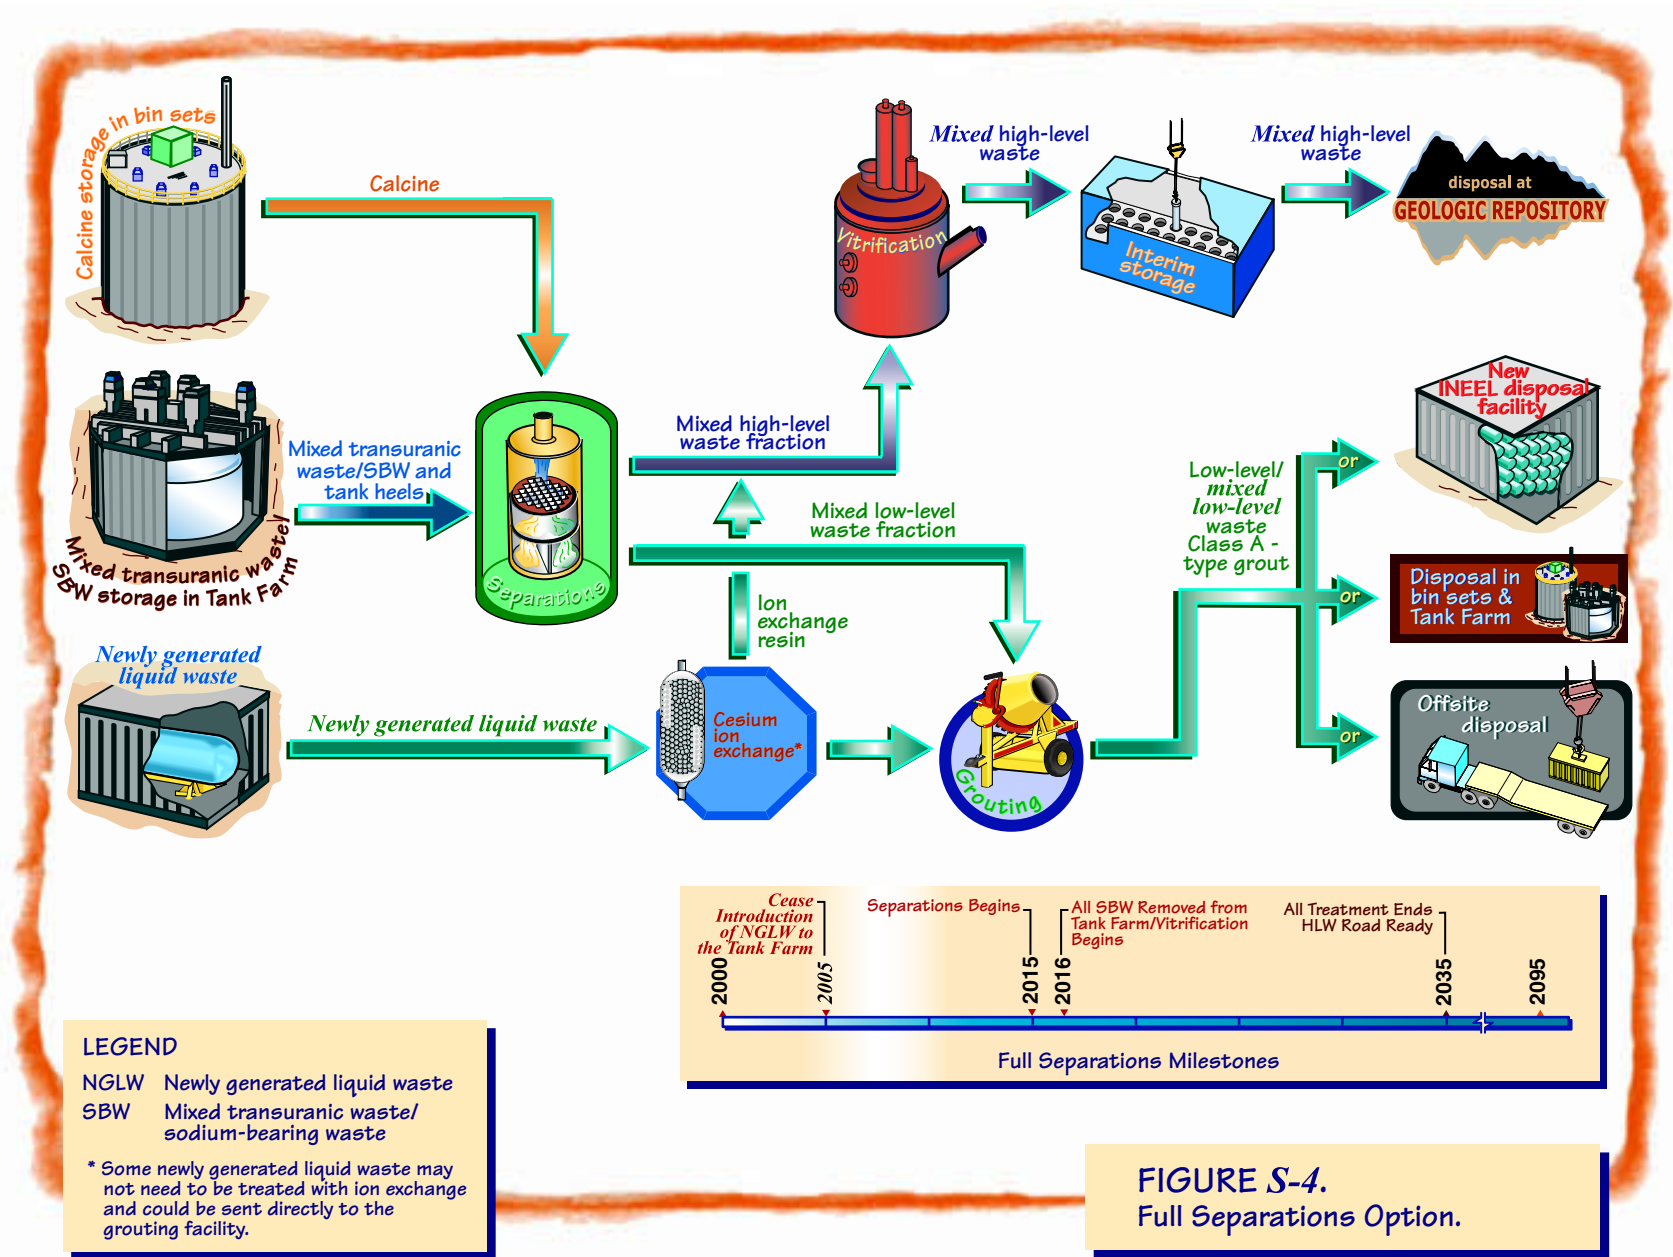 Calcine storage in bin sets
Calcine
Vitrification
Mixed high-level
waste
Interim
storage
Mixed high-level
waste
disposal at
GEOLOGIC REPOSITORY
Mixed transuranic waste/
SBW storage in Tank Farm
Mixed transuranic
waste/SBW and
tank heels
Separations
Mixed high-level
waste fraction
Mixed low-level
waste fraction
Ion
exchange
resin
Newly generated
liquid waste
Newly generated liquid waste
Cesium
ion
exchange*
Grouting
Low-level/
mixed
low-level
waste
Class A -
type grout
or
or
or
New
INEEL disposal
facility
Disposal in
bin sets &
Tank Farm
Offsite
disposal
Cease
Introduction
of NGLW to
the Tank Farm
Separations Begins
All SBW Removed from
Tank Farm/Vitrification
Begins
All Treatment Ends
HLW Road Ready
2000
2005
2015
2016
2035
2095
Full Separations Milestones
LEGEND
NGLW Newly generated liquid waste
SBW Mixed transuranic waste/
sodium-bearing waste
* Some newly generated liquid waste may
not need to be treated with ion exchange
and could be sent directly to the
grouting facility.
FIGURE S-4.
Full Separations Option.